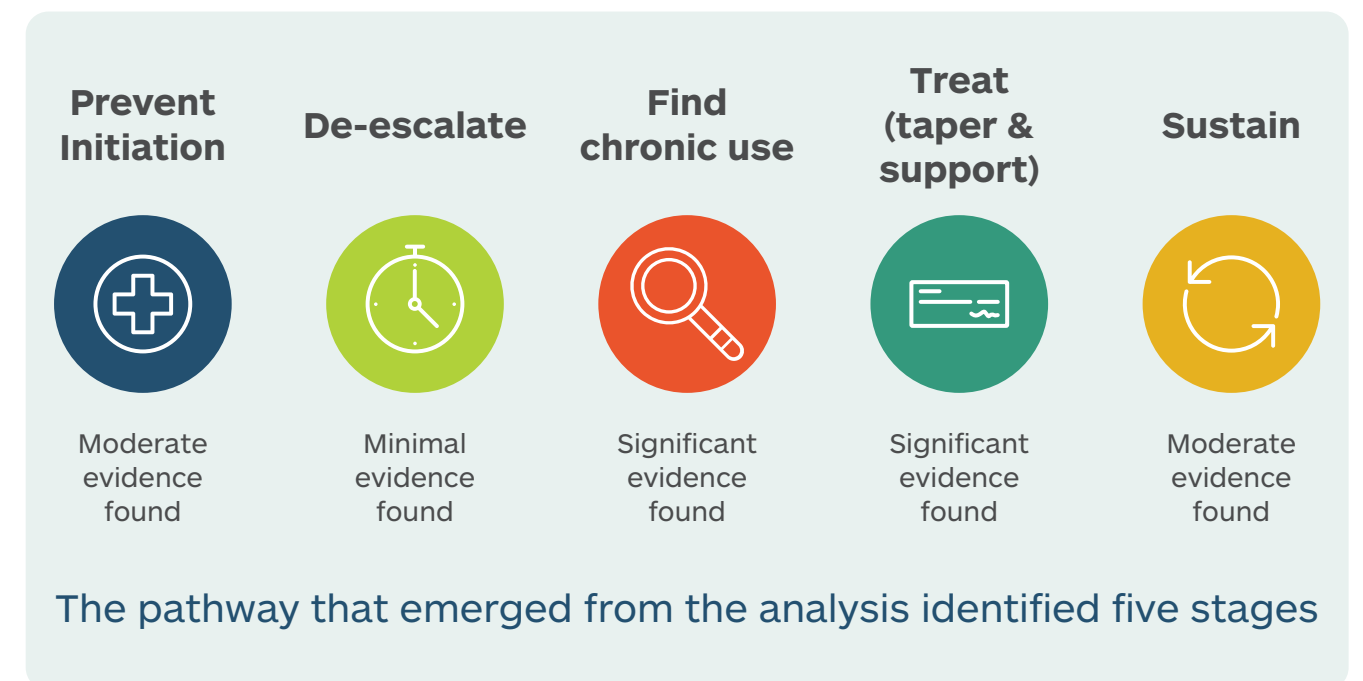 Prevent
Initiation
De-escalate
Find
chronic use
Treat
(taper &
support)
Sustain
Moderate
evidence
found
Minimal
evidence
found
Significant
evidence
found
Significant
evidence
found
Moderate
evidence
found
The pathway that emerged from the analysis identified five stages